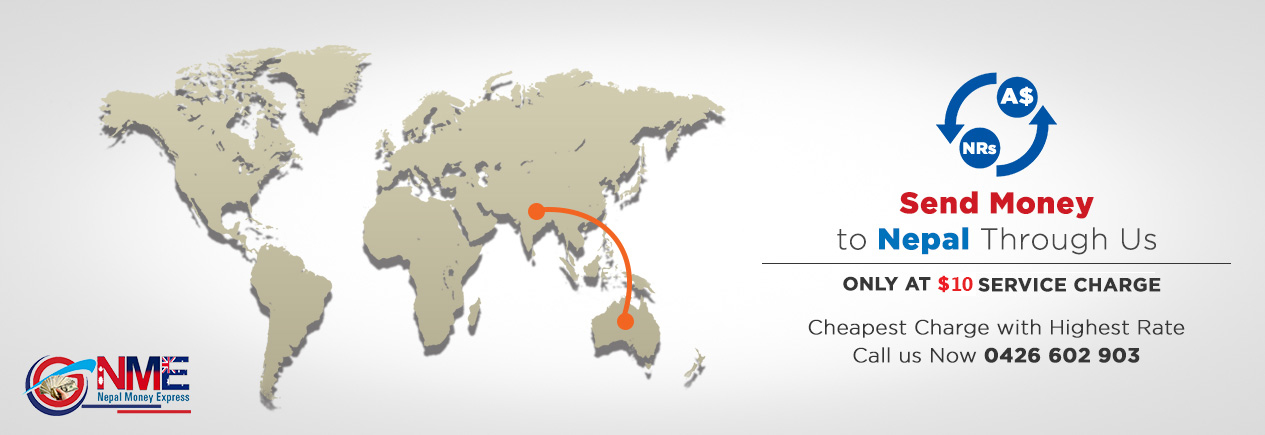 A$
NRs
Send Money
to Nepal Through Us
ONLY AT $10 SERVICE CHARGE
Cheapest Charge with Highest Rate
Call us Now 0426 602 903
NME
Nepal Money Express